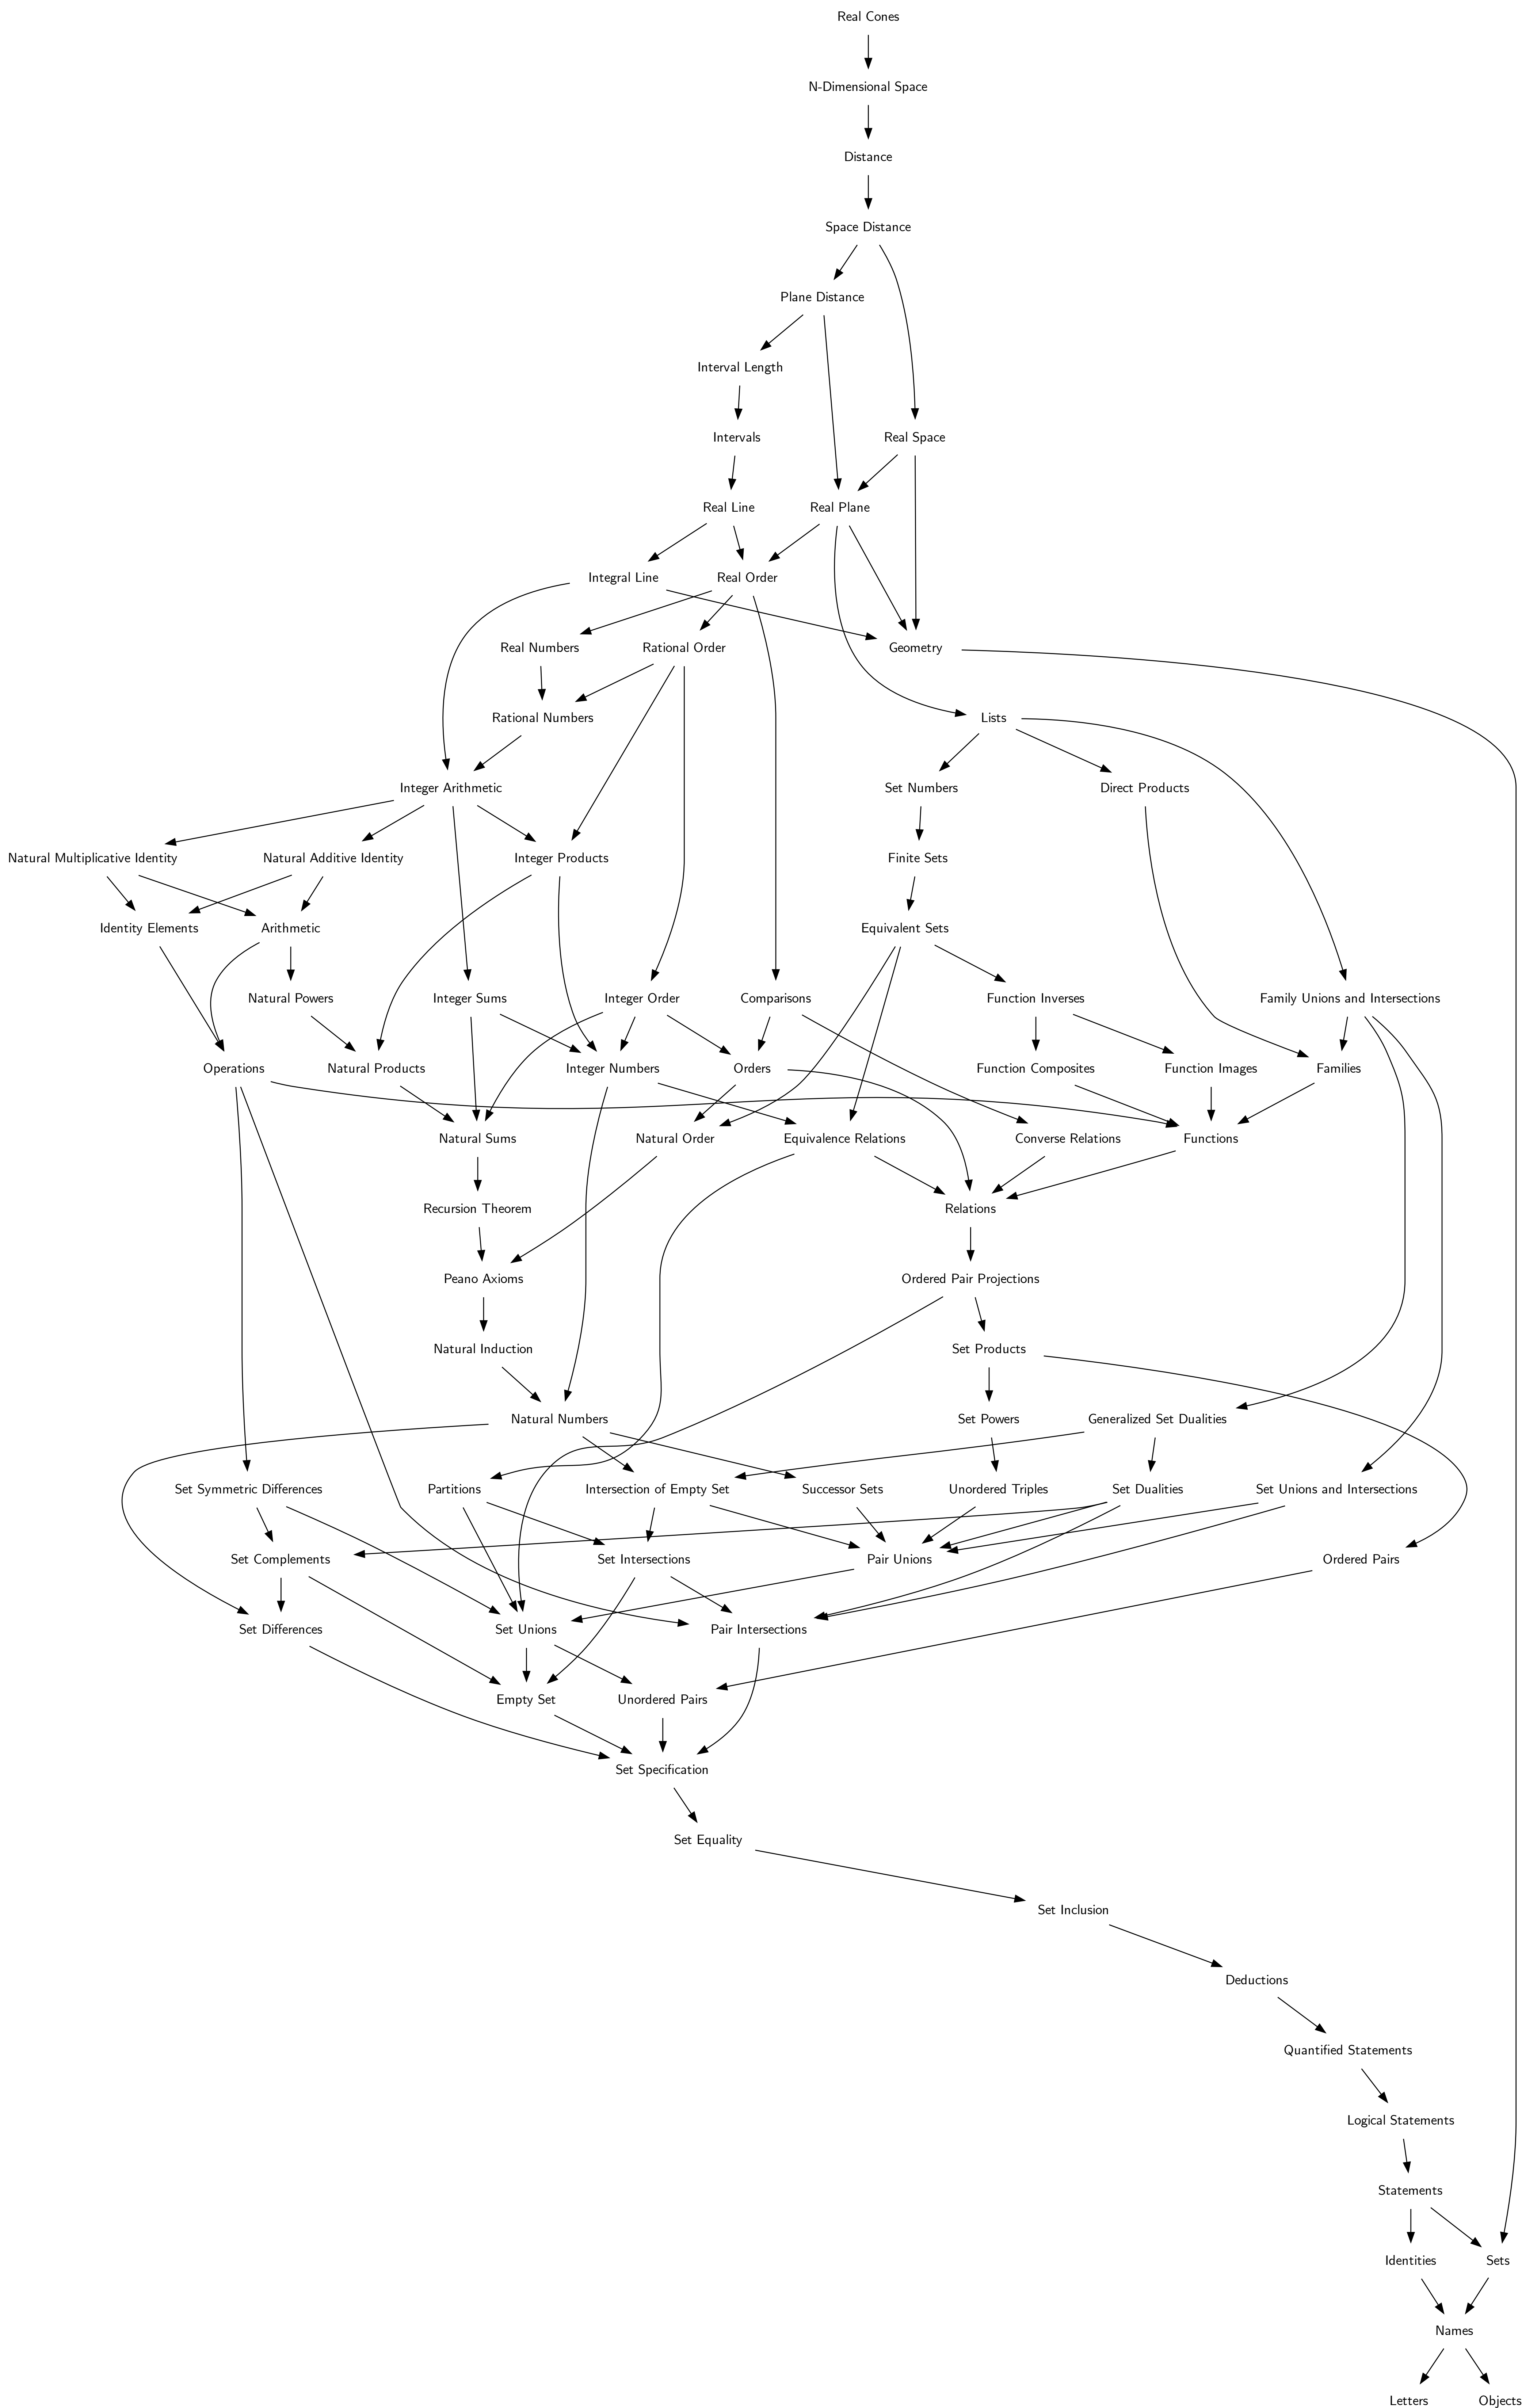 Real Cones
N-Dimensional Space
Distance
Space Distance
Plane Distance
Interval Length
Intervals
Real Space
Real Line
Real Plane
Integral Line
Real Order
Real Numbers
Rational Order
Geometry
Rational Numbers
Lists
Integer Arithmetic
Set Numbers
Direct Products
Natural Multiplicative Identity
Natural Additive Identity
Integer Products
Finite Sets
Identity Elements
Arithmetic
Equivalent Sets
Natural Powers
Integer Sums
Integer Order
Comparisons
Function Inverses
Family Unions and Intersections
Operations
Natural Products
Integer Numbers
Orders
Function Composites
Function Images
Families
Natural Sums
Natural Order
Equivalence Relations
Converse Relations
Functions
Recursion Theorem
Relations
Peano Axioms
Ordered Pair Projections
Natural Induction
Set Products
Natural Numbers
Set Powers
Generalized Set Dualities
Set Symmetric Differences
Partitions
Intersection of Empty Set
Successor Sets
Unordered Triples
Set Dualities
Set Unions and Intersections
Set Complements
Set Intersections
Pair Unions
Ordered Pairs
Set Differences
Set Unions
Pair Intersections
Empty Set
Unordered Pairs
Set Specification
Set Equality
Set Inclusion
Deductions
Quantified Statements
Logical Statements
Statements
Identities
Sets
Names
Letters
Objects